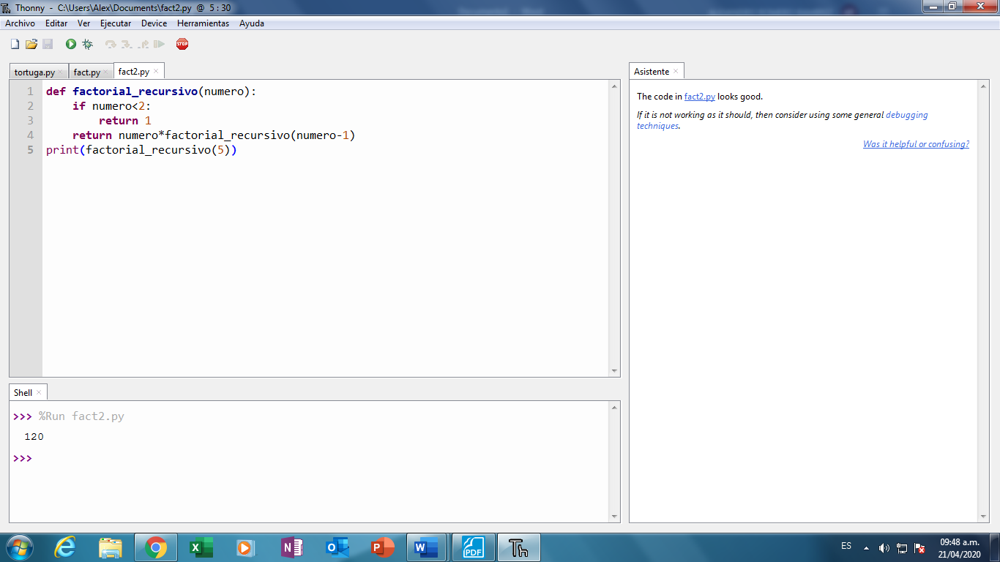 Thonny - C:\Users\Alex\Documents\fact2.py @ 5 : 30
Archivo Editar Ver Ejecutar Device Herramientas Ayuda
STOP
tortuga.py fact.py fact2.py
1 def factorial_recursivo(numero):
2     if numero<2:
3         return 1
4     return numero*factorial_recursivo(numero-1)
5 print(factorial_recursivo(5))
Asistente
The code in fact2.py looks good.
If it is not working as it should, then consider using some general debugging
techniques.
Was it helpful or confusing?
Shell
>>> %Run fact2.py
120
>>>
X N O P W PDF Th
ES
09:48 a.m.
21/04/2020